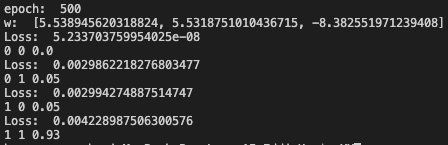 epoch:  500
w:  [5.538945620318824, 5.5318751010436715, -8.382551971239408]
Loss:  5.233703759954025e-08
0 0 0.0
Loss:  0.0029862218276803477
0 1 0.05
Loss:  0.002994274887514747
1 0 0.05
Loss:  0.004228987506300576
1 1 0.93